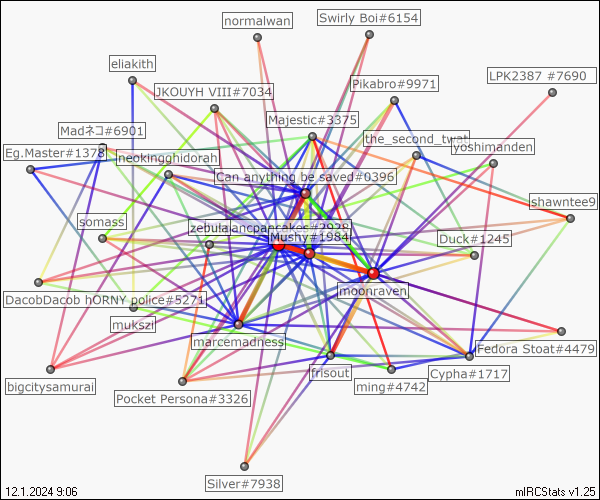 normalwan
Swirly Boi#6154
eliakith
LPK2387 #7690
JKOUYH VIII#7034
Pikabro#9971
Majestic#3375
Madネコ#6901
the_second_twat
yoshimanden
Eg.Master#1378
neokingghidorah
Can anything be saved#0396
shawntee9
somass
Mushy#1984
Duck#1245
moonraven
DacobDacob hORNY police#5271
mukszi
marcemadness
Fedora Stoat#4479
frisout
Cypha#1717
ming#4742
bigcitysamurai
Pocket Persona#3326
Silver#7938
12.1.2024 9:06
mIRCStats v1.25